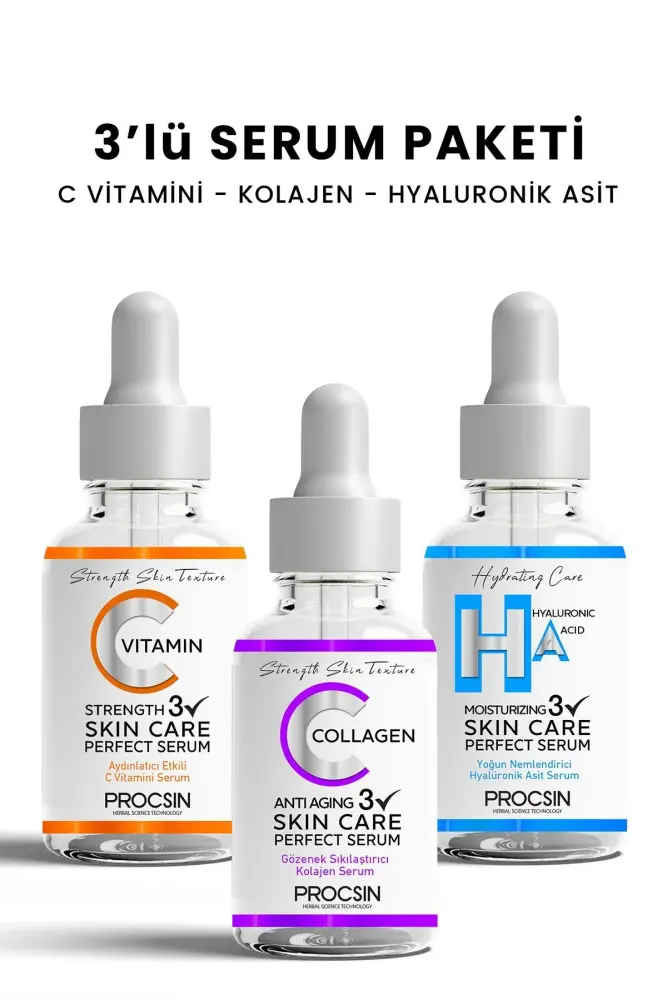 3’lü SERUM PAKETİ
C VİTAMİNİ - KOLAJEN - HYALURONİK ASİT
Strength Skin Texture
C VITAMIN
STRENGTH 3✓
SKIN CARE
PERFECT SERUM
Aydınlatıcı Etkili
C Vitamini Serum
PROCSIN
HERBAL SCIENCE TECHNOLOGY
Strength Skin Texture
C COLLAGEN
ANTI AGING 3✓
SKIN CARE
PERFECT SERUM
Gözenek Sıkılaştırıcı
Kolajen Serum
PROCSIN
HERBAL SCIENCE TECHNOLOGY
Hydrating Care
HA HYALURONIC
ACID
MOISTURIZING 3✓
SKIN CARE
PERFECT SERUM
Yoğun Nemlendirici
Hyalüronik Asit Serum
PROCSIN
HERBAL SCIENCE TECHNOLOGY